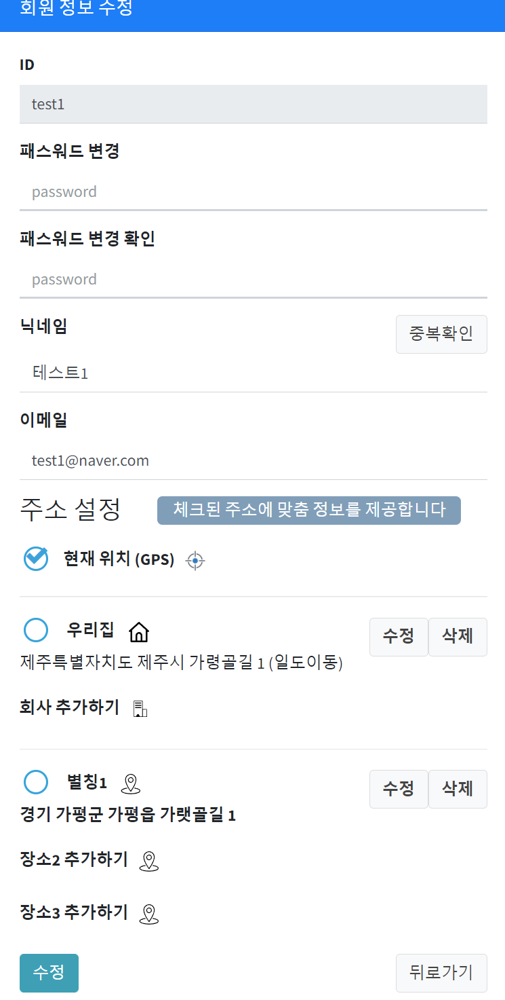 회원 정보 수정
ID
test1
패스워드 변경
password
패스워드 변경 확인
password
닉네임 중복확인
테스트1
이메일
test1@naver.com
주소 설정 체크된 주소에 맞춤 정보를 제공합니다
현재 위치 (GPS)
우리집 수정 삭제
제주특별자치도 제주시 가령골길 1 (일도이동)
회사 추가하기
별칭1 수정 삭제
경기 가평군 가평읍 가랫골길 1
장소2 추가하기
장소3 추가하기
수정 뒤로가기